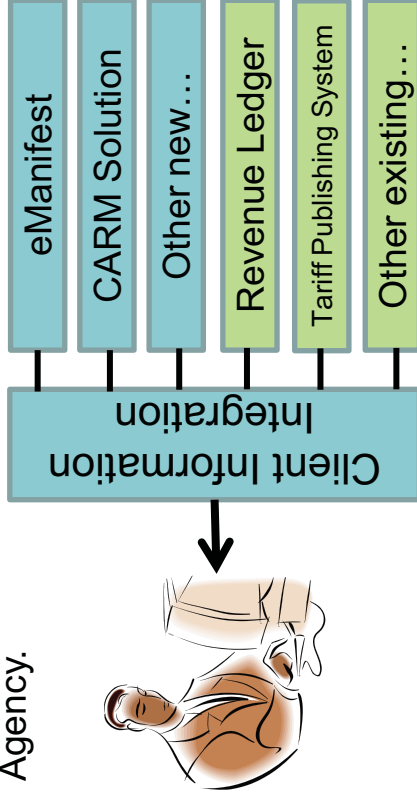 Agency.
Client Information
Integration
eManifest
CARM Solution
Other new…
Revenue Ledger
Tariff Publishing System
Other existing…